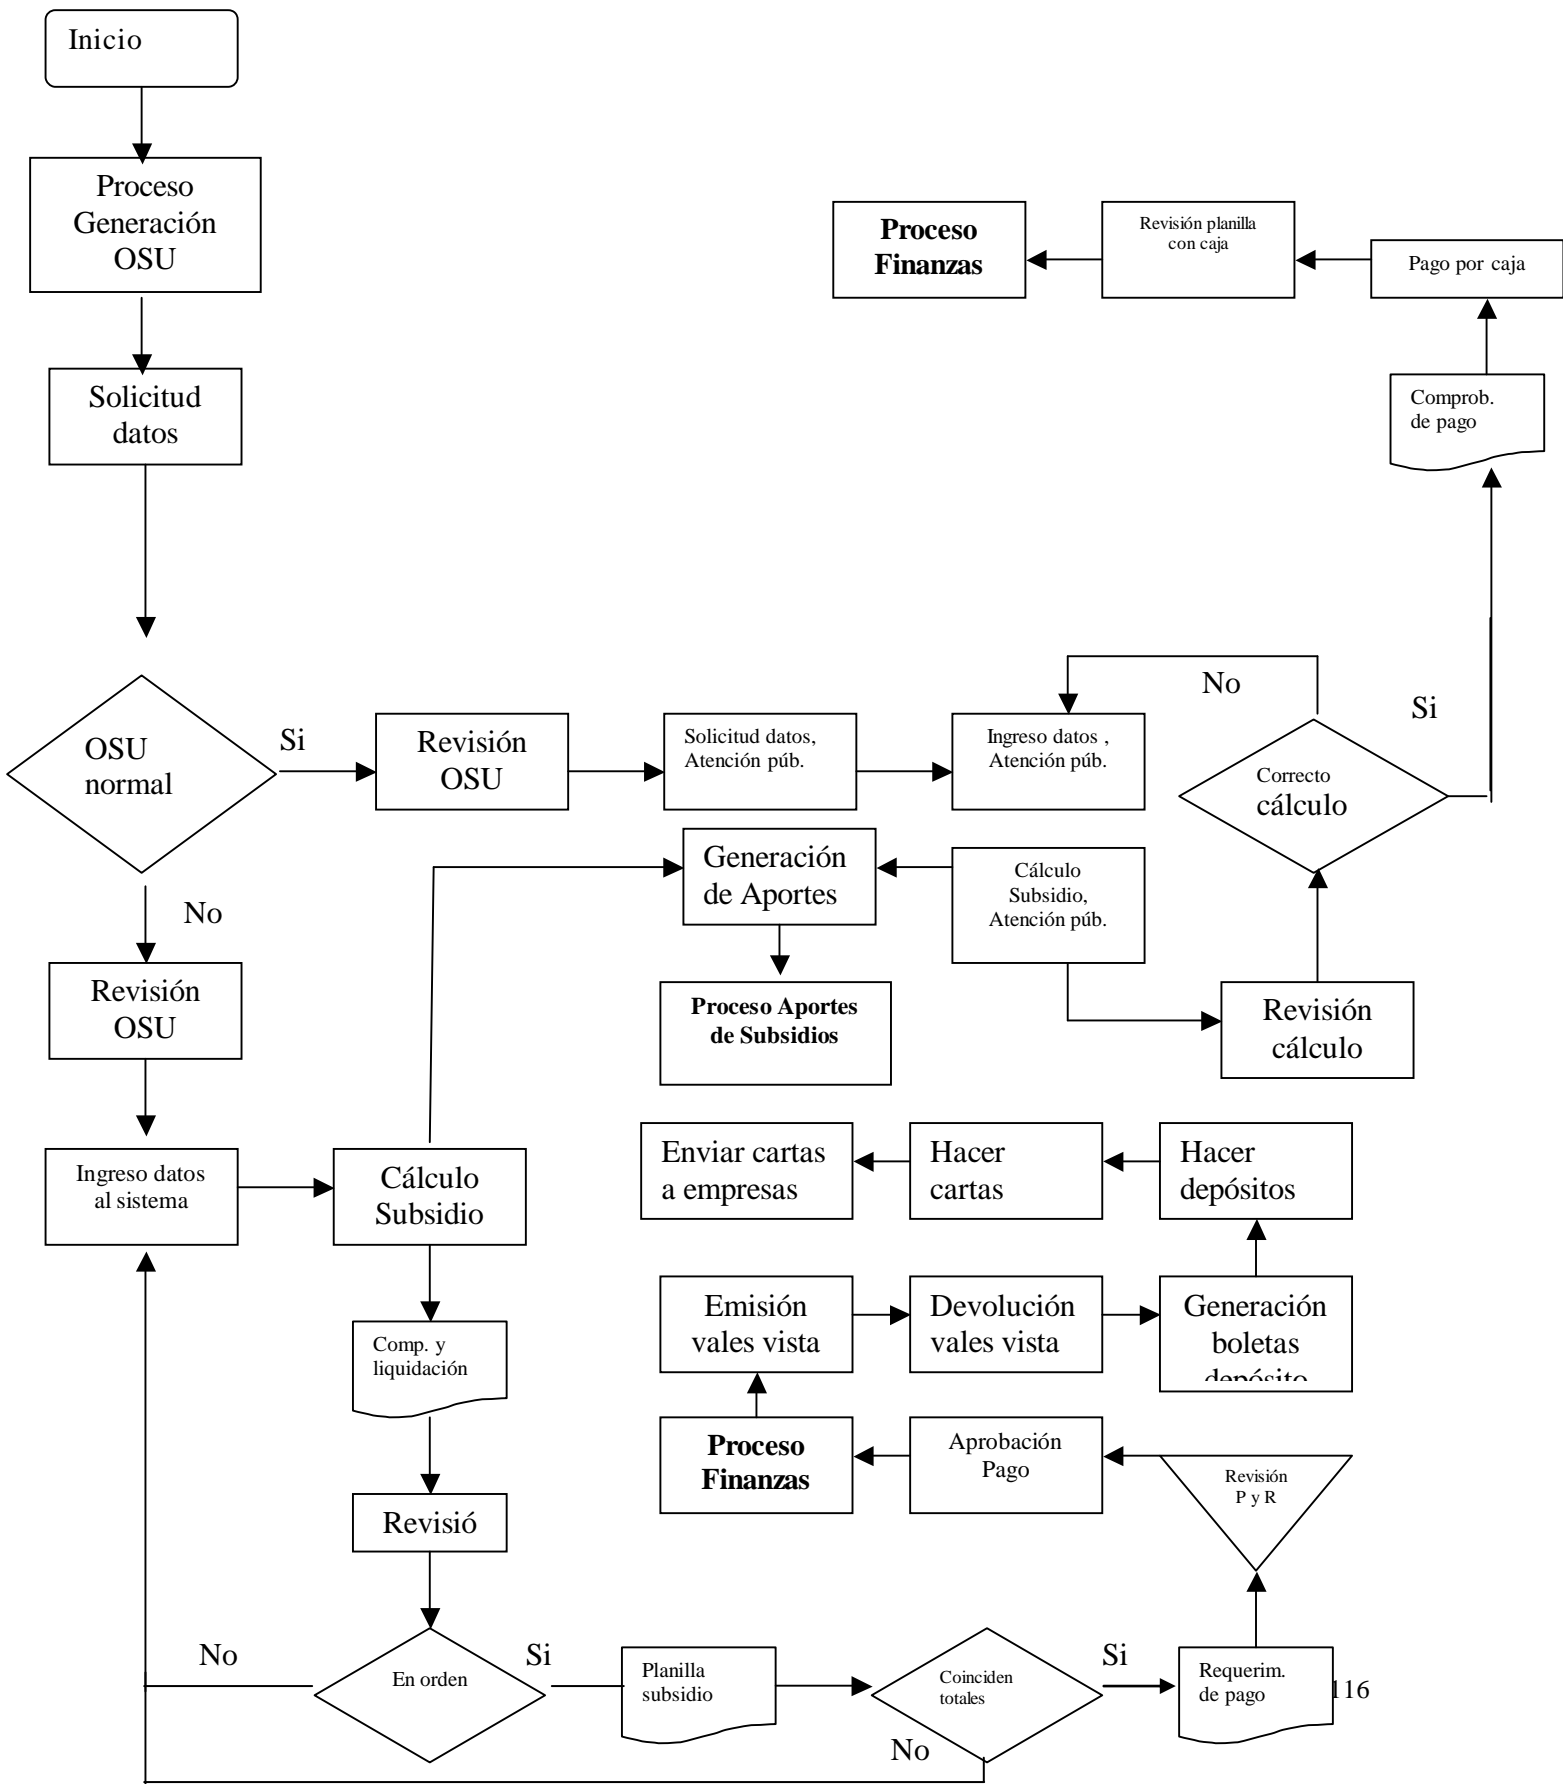 Inicio
Proceso
Generación
OSU
Proceso
Finanzas
Revisión planilla
con caja
Pago por caja
Solicitud
datos
Comprob.
de pago
No
Si
OSU
normal
Si
Revisión
OSU
Solicitud datos,
Atención púb.
Ingreso datos ,
Atención púb.
Correcto
cálculo
Generación
de Aportes
Cálculo
Subsidio,
Atención púb.
No
Revisión
OSU
Proceso Aportes
de Subsidios
Revisión
cálculo
Ingreso datos
al sistema
Cálculo
Subsidio
Enviar cartas
a empresas
Hacer
cartas
Hacer
depósitos
Emisión
vales vista
Devolución
vales vista
Generación
boletas
depósito
Comp. y
liquidación
Proceso
Finanzas
Aprobación
Pago
Revisión
P y R
Revisió
No
En orden
Si
Planilla
subsidio
Coinciden
totales
Si
Requerim.
de pago
116
No